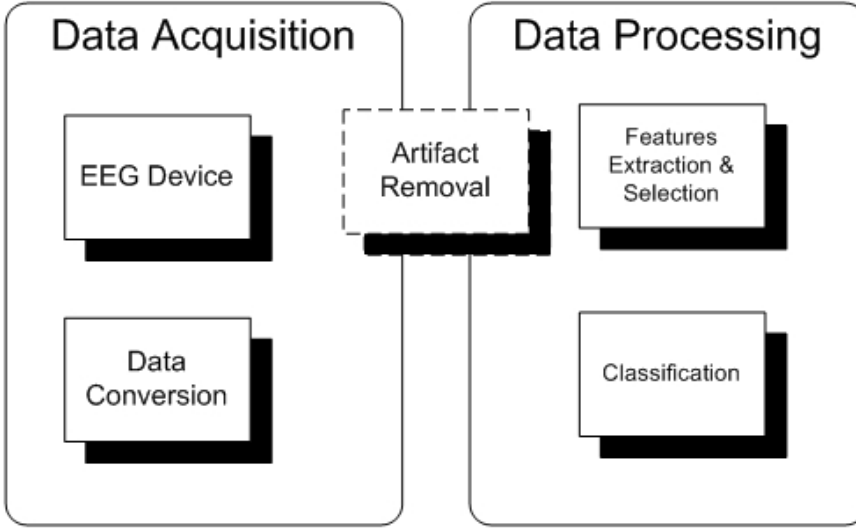 Data Acquisition
EEG Device
Data
Conversion
Artifact
Removal
Data Processing
Features
Extraction &
Selection
Classification